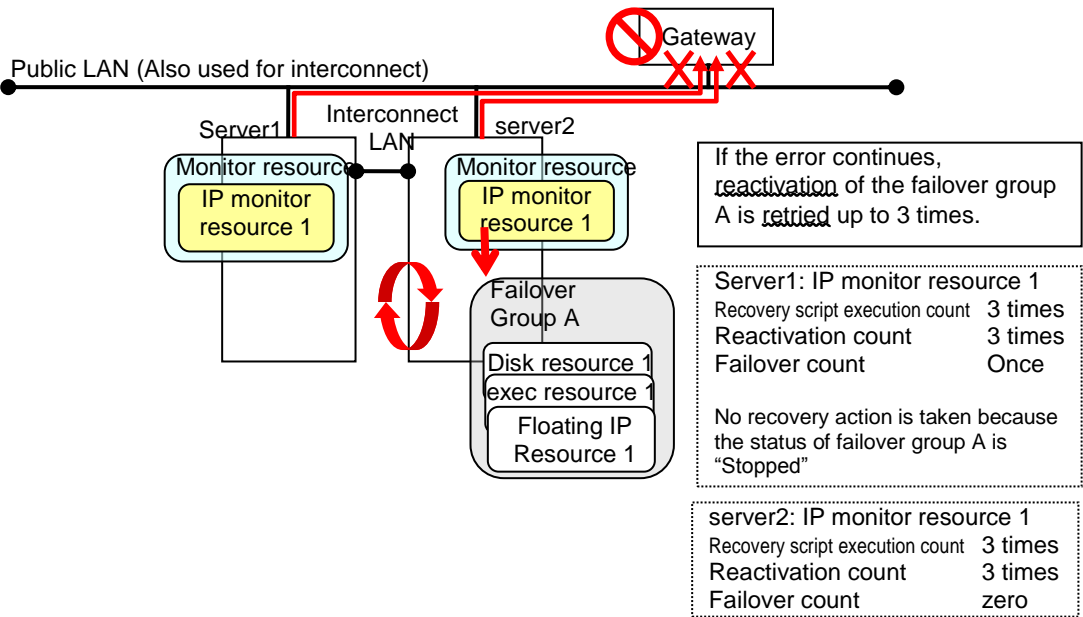 Gateway
Public LAN (Also used for interconnect)
Interconnect
LAN
Server1
server2
Monitor resource
IP monitor
resource 1
Monitor resource
IP monitor
resource 1
Failover
Group A
Disk resource 1
exec resource 1
Floating IP
Resource 1
If the error continues,
reactivation of the failover group
A is retried up to 3 times.
Server1: IP monitor resource 1
Recovery script execution count 3 times
Reactivation count 3 times
Failover count Once
No recovery action is taken because
the status of failover group A is
“Stopped”
server2: IP monitor resource 1
Recovery script execution count 3 times
Reactivation count 3 times
Failover count zero